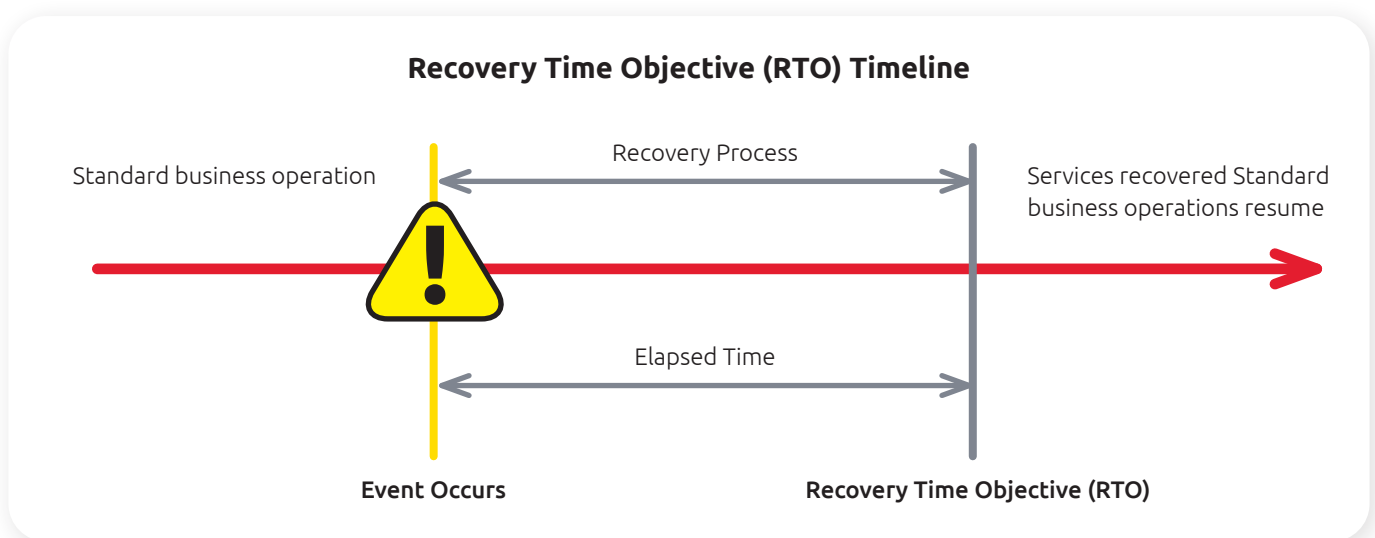 Recovery Time Objective (RTO) Timeline
Standard business operation
Recovery Process
Services recovered Standard
business operations resume
!
Elapsed Time
Event Occurs
Recovery Time Objective (RTO)